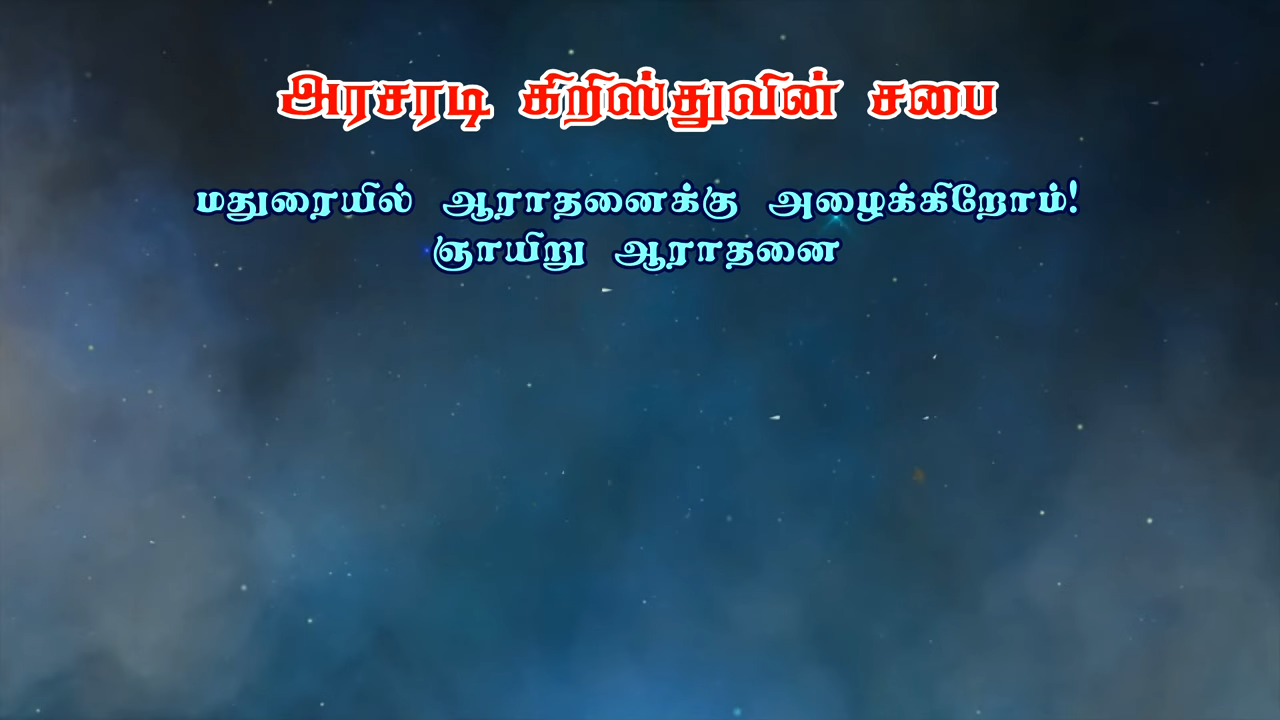 அரசரடி கிறிஸ்துவின் சபை
மதுரையில் ஆராதனைக்கு அழைக்கிறோம்!
ஞாயிறு ஆராதனை